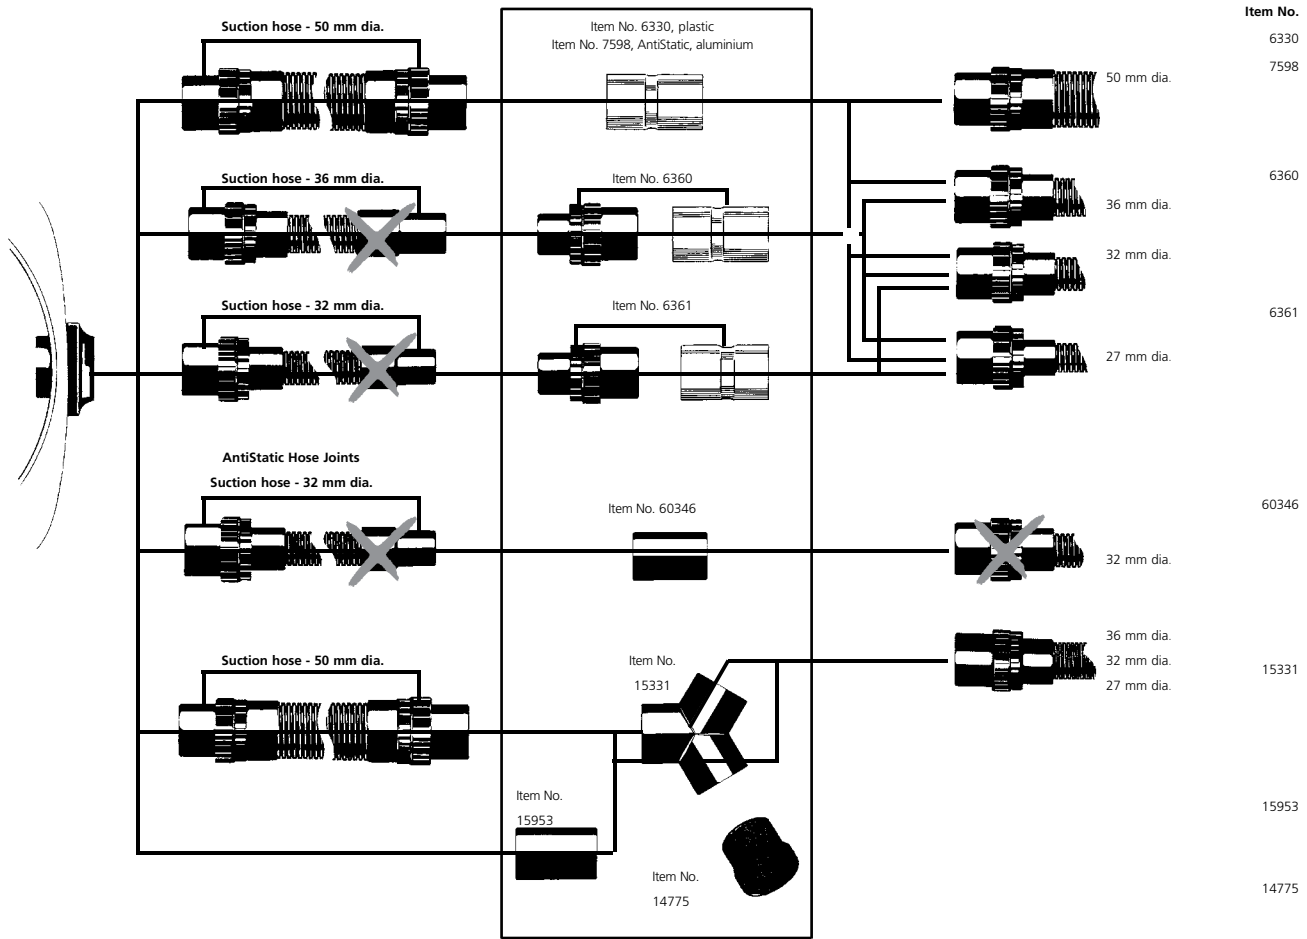 Item No.
Suction hose - 50 mm dia.
Item No. 6330, plastic
Item No. 7598, AntiStatic, aluminium
6330
7598
50 mm dia.
Suction hose - 36 mm dia.
Item No. 6360
6360
36 mm dia.
32 mm dia.
Suction hose - 32 mm dia.
Item No. 6361
6361
27 mm dia.
AntiStatic Hose Joints
Suction hose - 32 mm dia.
Item No. 60346
60346
32 mm dia.
Suction hose - 50 mm dia.
Item No.
15331
36 mm dia.
32 mm dia.
27 mm dia.
15331
Item No.
15953
15953
Item No.
14775
14775